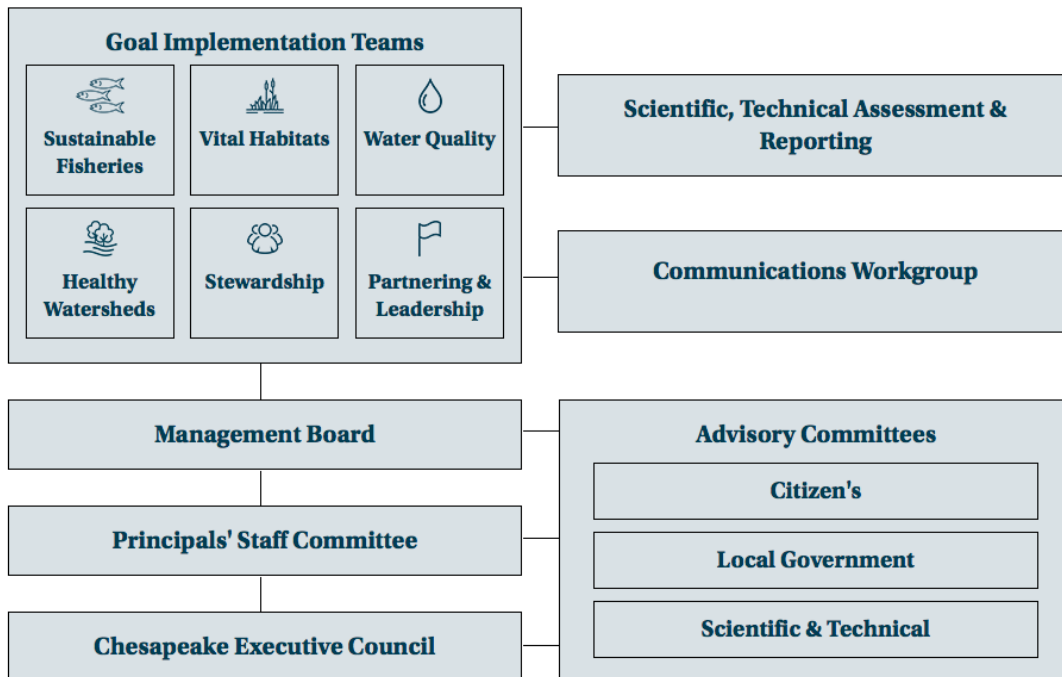 Goal Implementation Teams
Sustainable
Fisheries
Vital Habitats
Water Quality
Healthy
Watersheds
Stewardship
Partnering &
Leadership
Scientific, Technical Assessment &
Reporting
Communications Workgroup
Management Board
Principals' Staff Committee
Chesapeake Executive Council
Advisory Committees
Citizen's
Local Government
Scientific & Technical